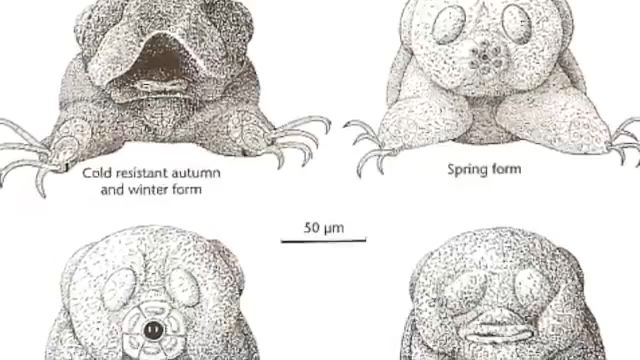 Cold resistant autumn
and winter form
Spring form
50 µm